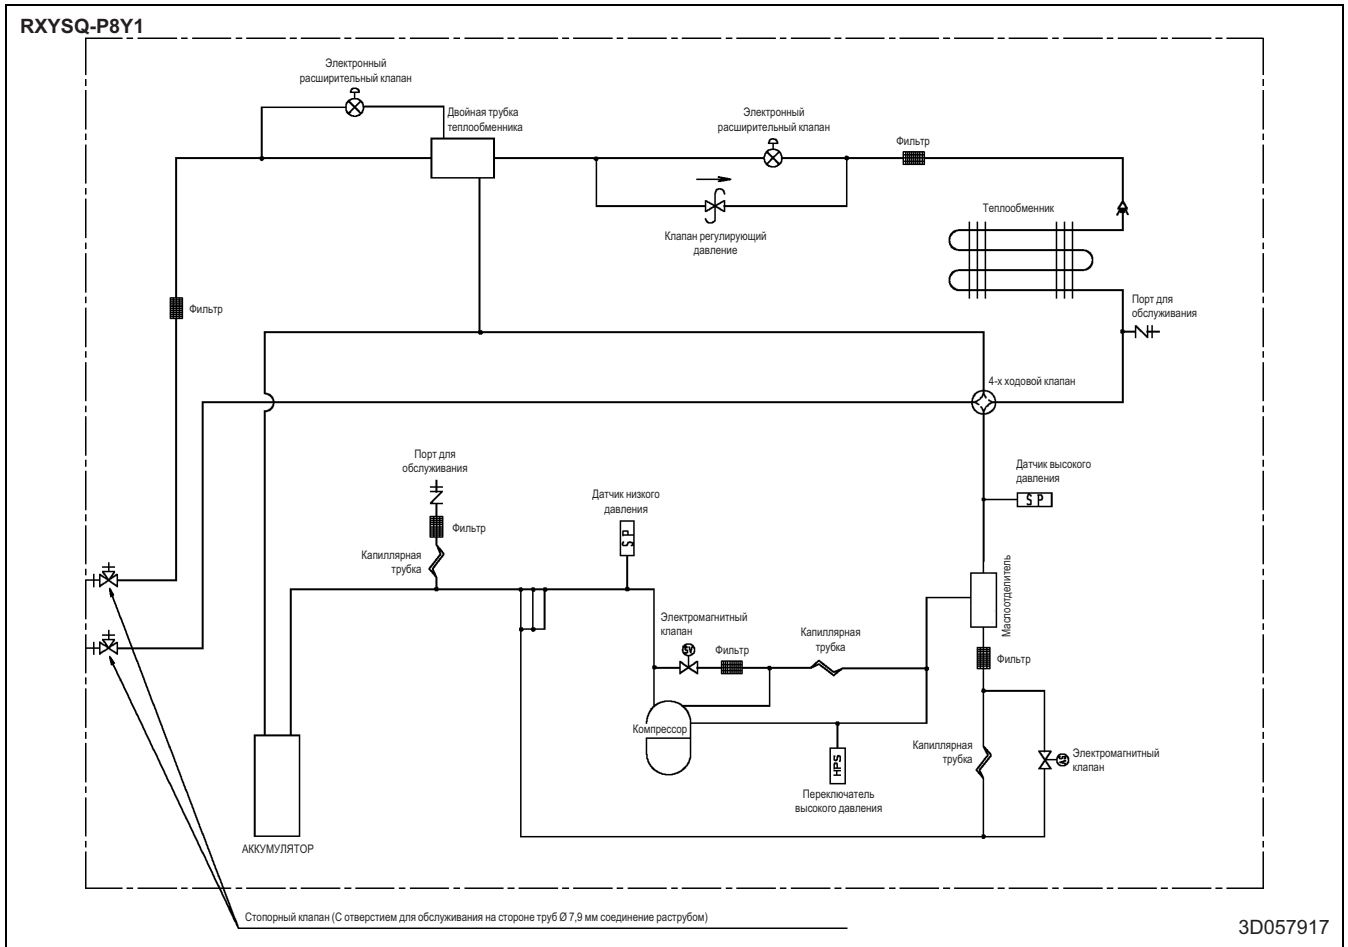 RXYSQ-P8Y1
Электронный
расширительный клапан
Двойная трубка
теплообменника
Электронный
расширительный клапан
Фильтр
Клапан регулирующий
давление
Теплообменник
Фильтр
Порт для
обслуживания
4-х ходовой клапан
Порт для
обслуживания
Датчик высокого
давления
S P
Датчик низкого
давления
S P
Фильтр
Капиллярная
трубка
Маслоотделитель
Электромагнитный
клапан
SV
Фильтр
Капиллярная
трубка
Фильтр
Компрессор
HPS
Переключатель
высокого давления
Капиллярная
трубка
SV
Электромагнитный
клапан
АККУМУЛЯТОР
Стопорный клапан (С отверстием для обслуживания на стороне труб Ø 7,9 мм соединение раструбом)
3D057917